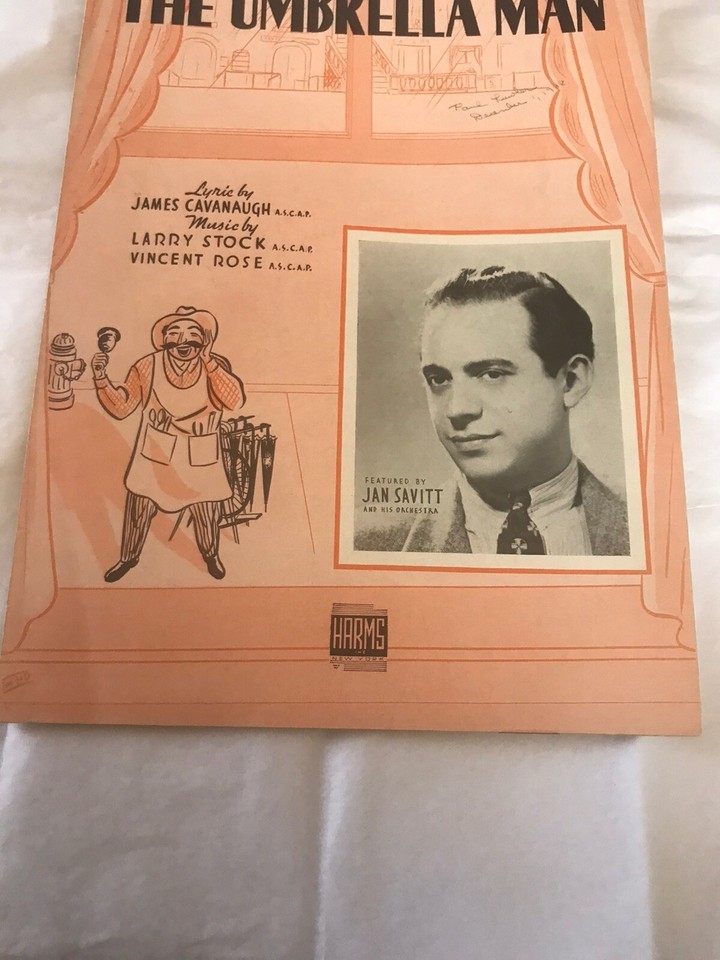 THE UMBRELLA MAN
Lyric by
JAMES CAVANAUGH A.S.C.A.P.
Music by
LARRY STOCK A.S.C.A.P.
VINCENT ROSE A.S.C.A.P.
FEATURED BY
JAN SAVITT
AND HIS ORCHESTRA
HARMS
INC
NEW YORK